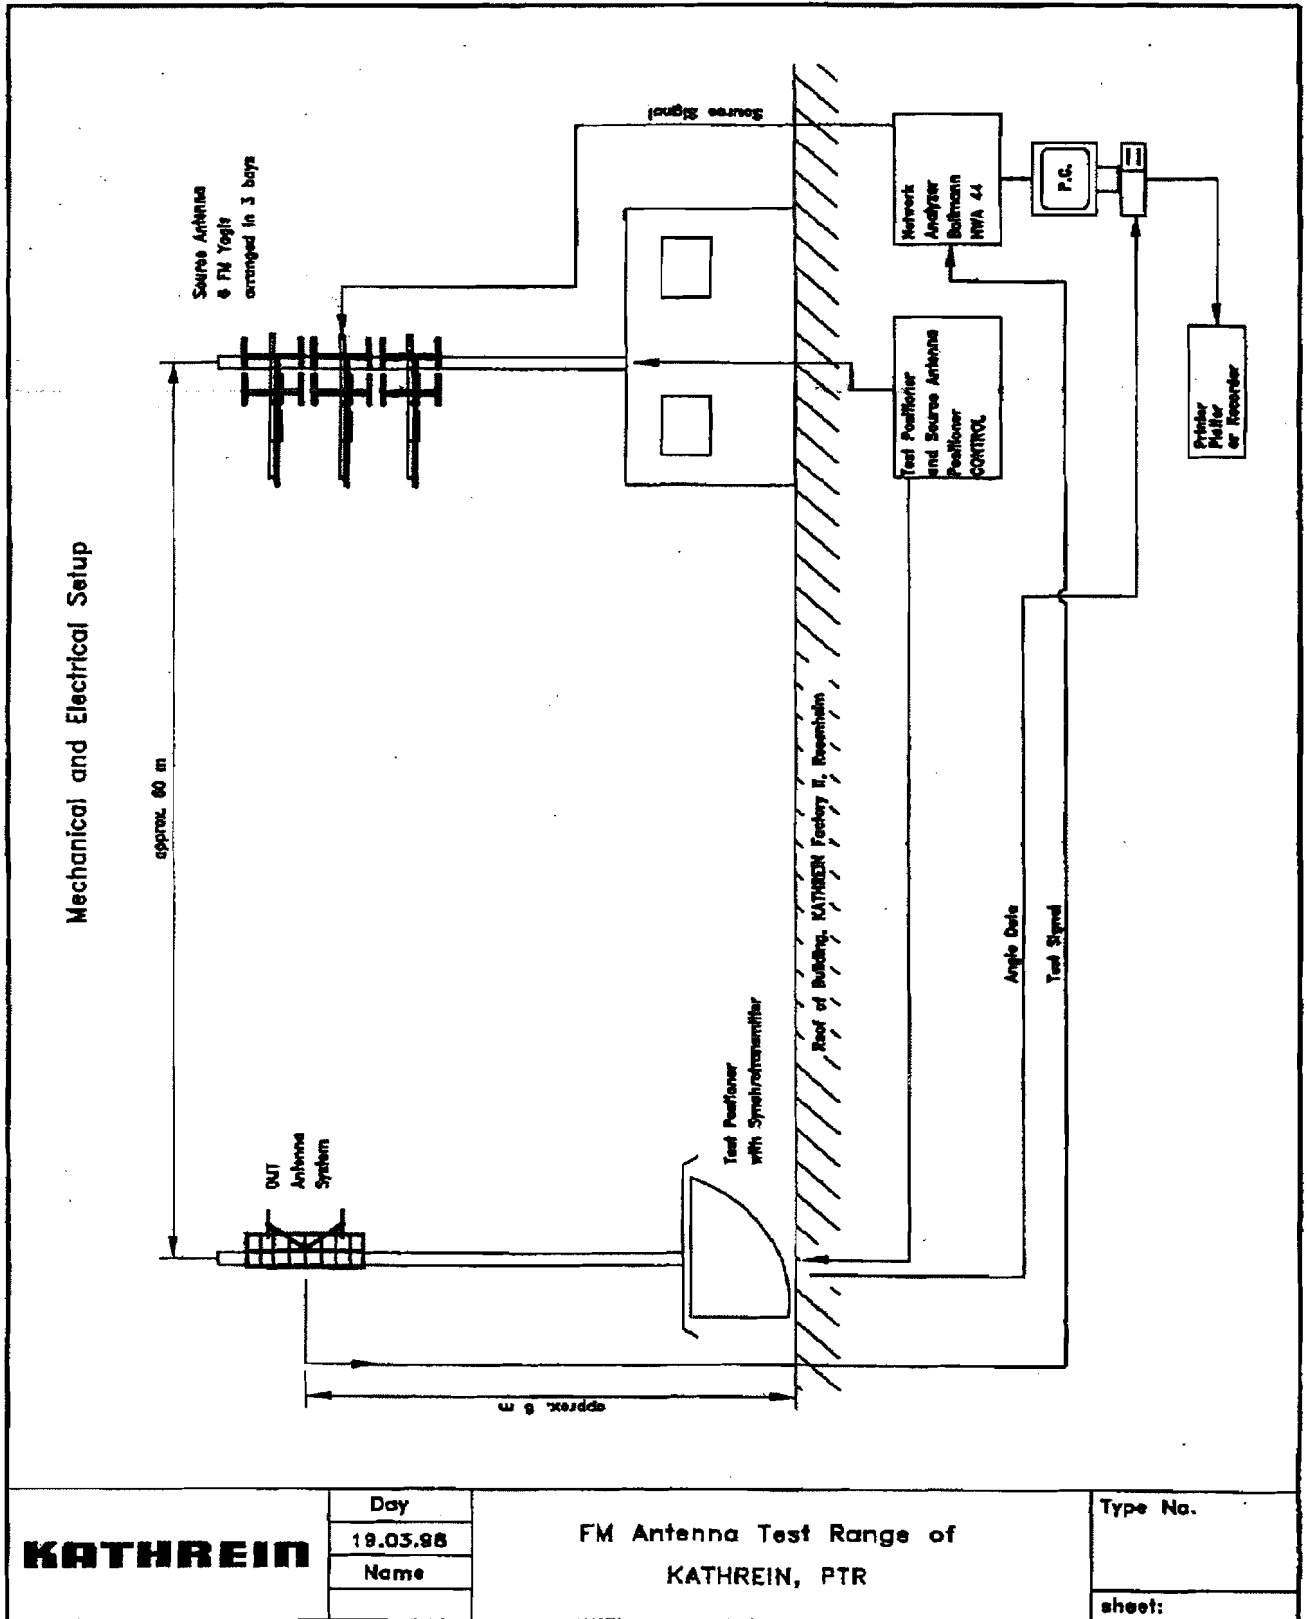 Mechanical and Electrical Setup
Source Antenna
FM Yagis
arranged in 3 bays
Source Signal
Network
Analyzer
NWA 44
P.C.
Printer
Plotter
or Recorder
Test Positioner
and Source Antenna
Positioner
CONTROL
approx. 60 m
Roof of Building, KATHREIN Factory II, Rosenheim
Angle Data
Test Signal
Test Positioner
with Synchrotransmitter
DUT
Antenna
System
approx. m
KATHREIN
Day
19.03.98
Name
FM Antenna Test Range of
KATHREIN, PTR
Type No.
sheet: